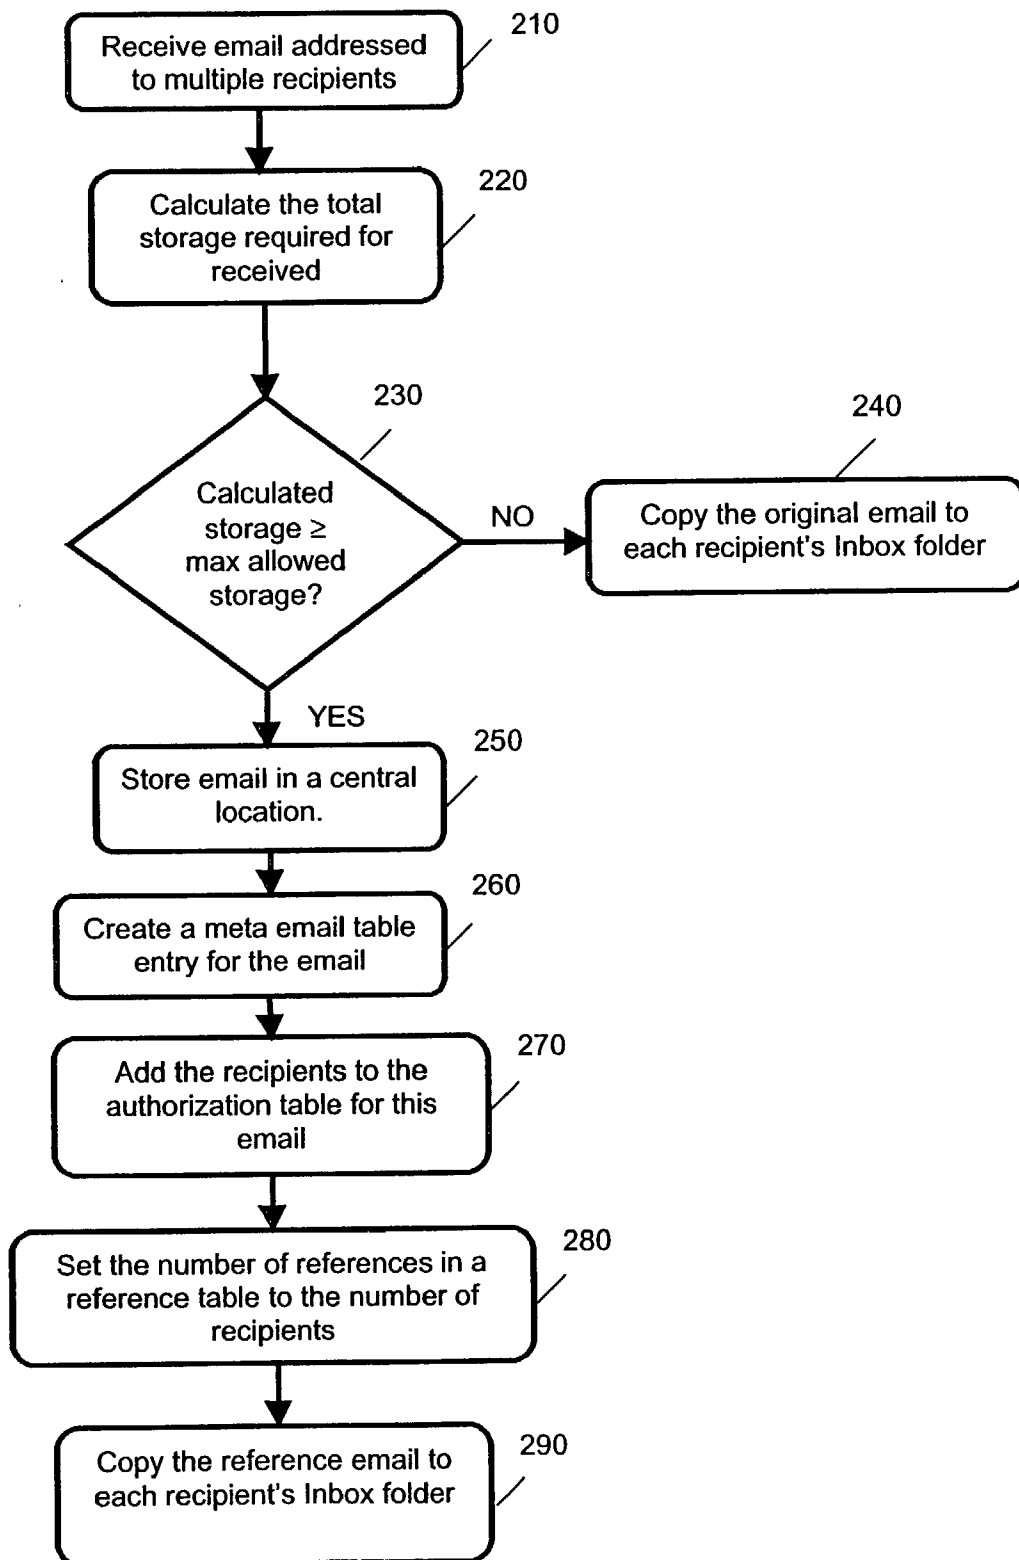 210
Receive email addressed
to multiple recipients
220
Calculate the total
storage required for
received
230
Calculated
storage ≥
max allowed
storage?
NO
240
Copy the original email to
each recipient's Inbox folder
YES
250
Store email in a central
location.
260
Create a meta email table
entry for the email
270
Add the recipients to the
authorization table for this
email
280
Set the number of references in a
reference table to the number of
recipients
290
Copy the reference email to
each recipient's Inbox folder